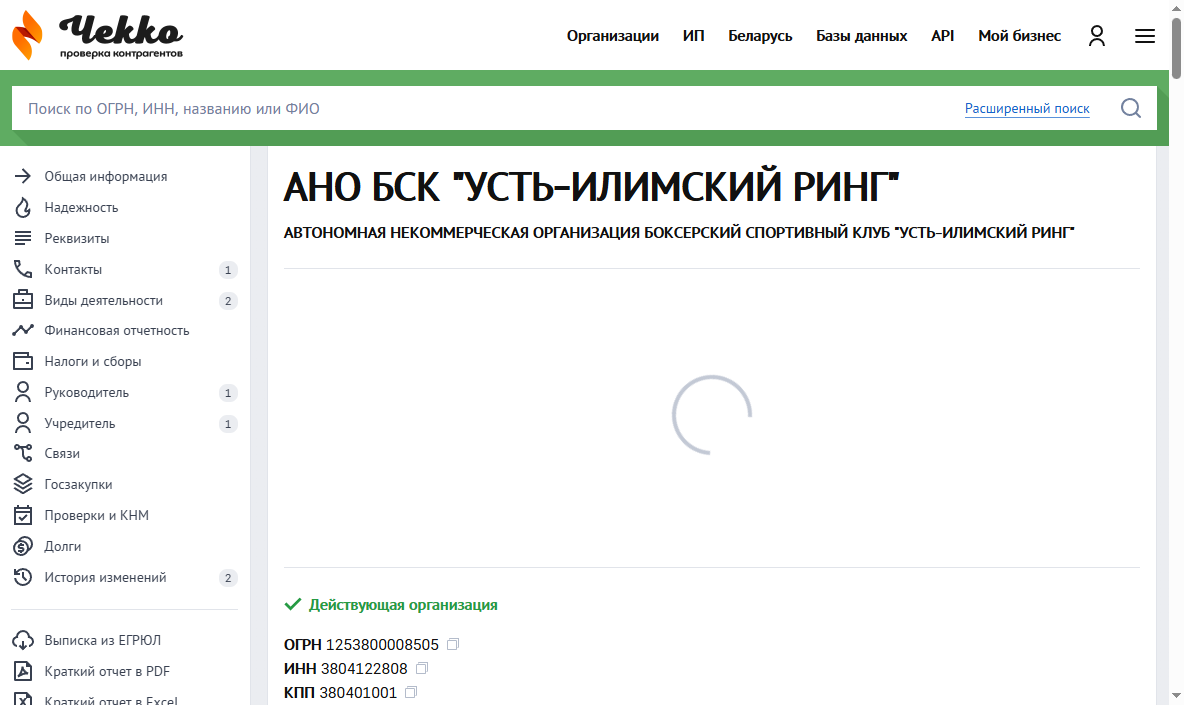 Чекко
проверка контрагентов
Организации ИП Беларусь Базы данных API Мой бизнес
Поиск по ОГРН, ИНН, названию или ФИО Расширенный поиск
Общая информация
Надежность
Реквизиты
Контакты 1
Виды деятельности 2
Финансовая отчетность
Налоги и сборы
Руководитель 1
Учредитель 1
Связи
Госзакупки
Проверки и КНМ
Долги
История изменений 2
Выписка из ЕГРЮЛ
Краткий отчет в PDF
Краткий отчет в Excel
АНО БСК "УСТЬ-ИЛИМСКИЙ РИНГ"
АВТОНОМНАЯ НЕКОММЕРЧЕСКАЯ ОРГАНИЗАЦИЯ БОКСЕРСКИЙ СПОРТИВНЫЙ КЛУБ "УСТЬ-ИЛИМСКИЙ РИНГ"
Действующая организация
ОГРН 1253800008505
ИНН 3804122808
КПП 380401001